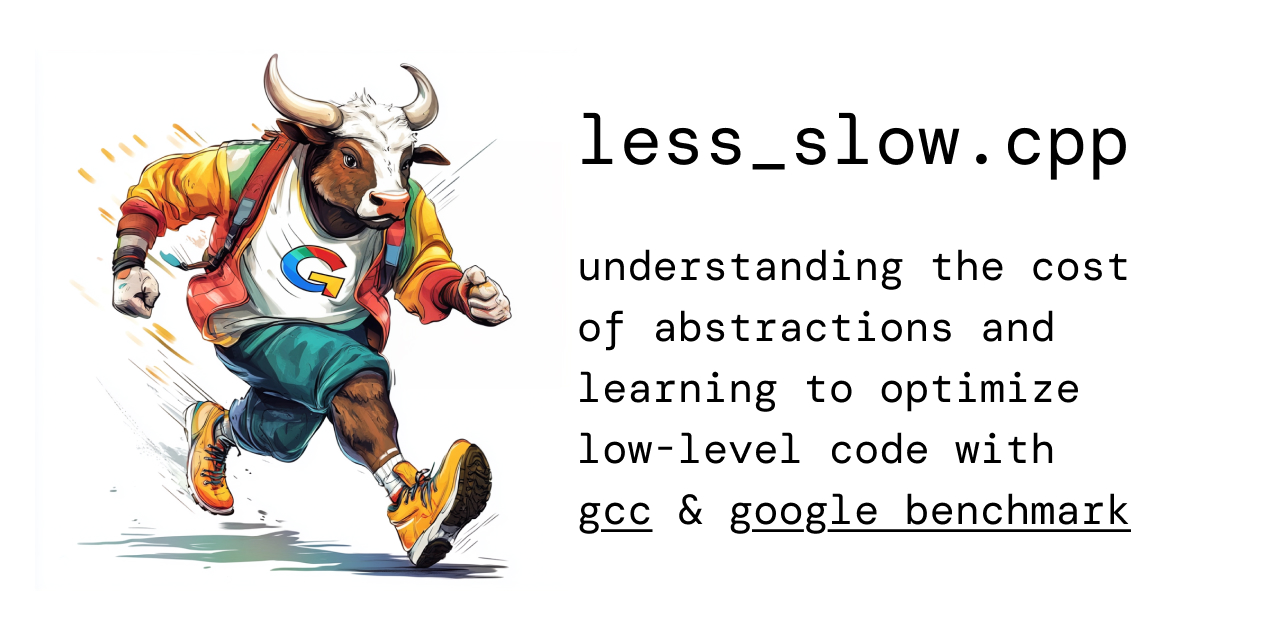 less_slow.cpp
understanding the cost
of abstractions and
learning to optimize
low-level code with
gcc & google benchmark
G